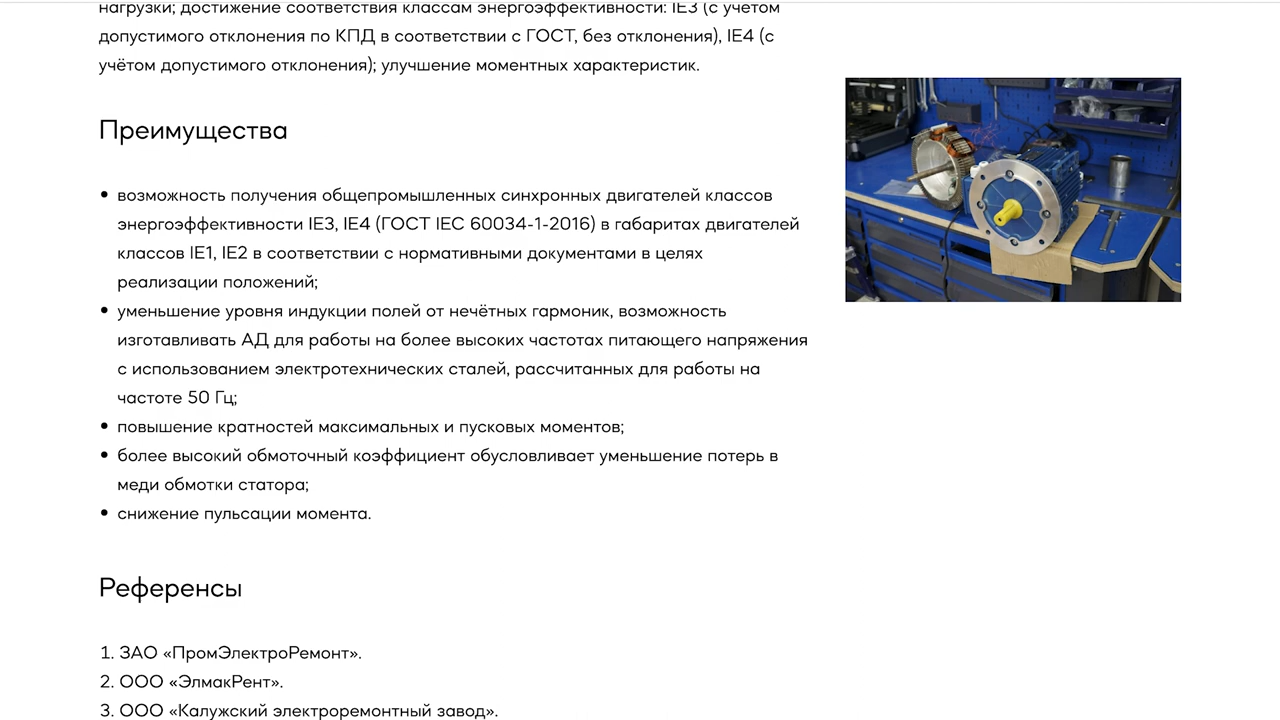 нагрузки; достижение соответствия классам энергоэффективности: IE3 (с учётом
допустимого отклонения по КПД в соответствии с ГОСТ, без отклонения), IE4 (с
учётом допустимого отклонения); улучшение моментных характеристик.
Преимущества
• возможность получения общепромышленных синхронных двигателей классов
энергоэффективности IE3, IE4 (ГОСТ IEC 60034-1-2016) в габаритах двигателей
классов IE1, IE2 в соответствии с нормативными документами в целях
реализации положений;
• уменьшение уровня индукции полей от нечётных гармоник, возможность
изготавливать АД для работы на более высоких частотах питающего напряжения
с использованием электротехнических сталей, рассчитанных для работы на
частоте 50 Гц;
• повышение кратностей максимальных и пусковых моментов;
• более высокий обмоточный коэффициент обусловливает уменьшение потерь в
меди обмотки статора;
• снижение пульсации момента.
Референсы
1. ЗАО «ПромЭлектроРемонт».
2. ООО «ЭлмакРент».
3. ООО «Калужский электроремонтный завод».